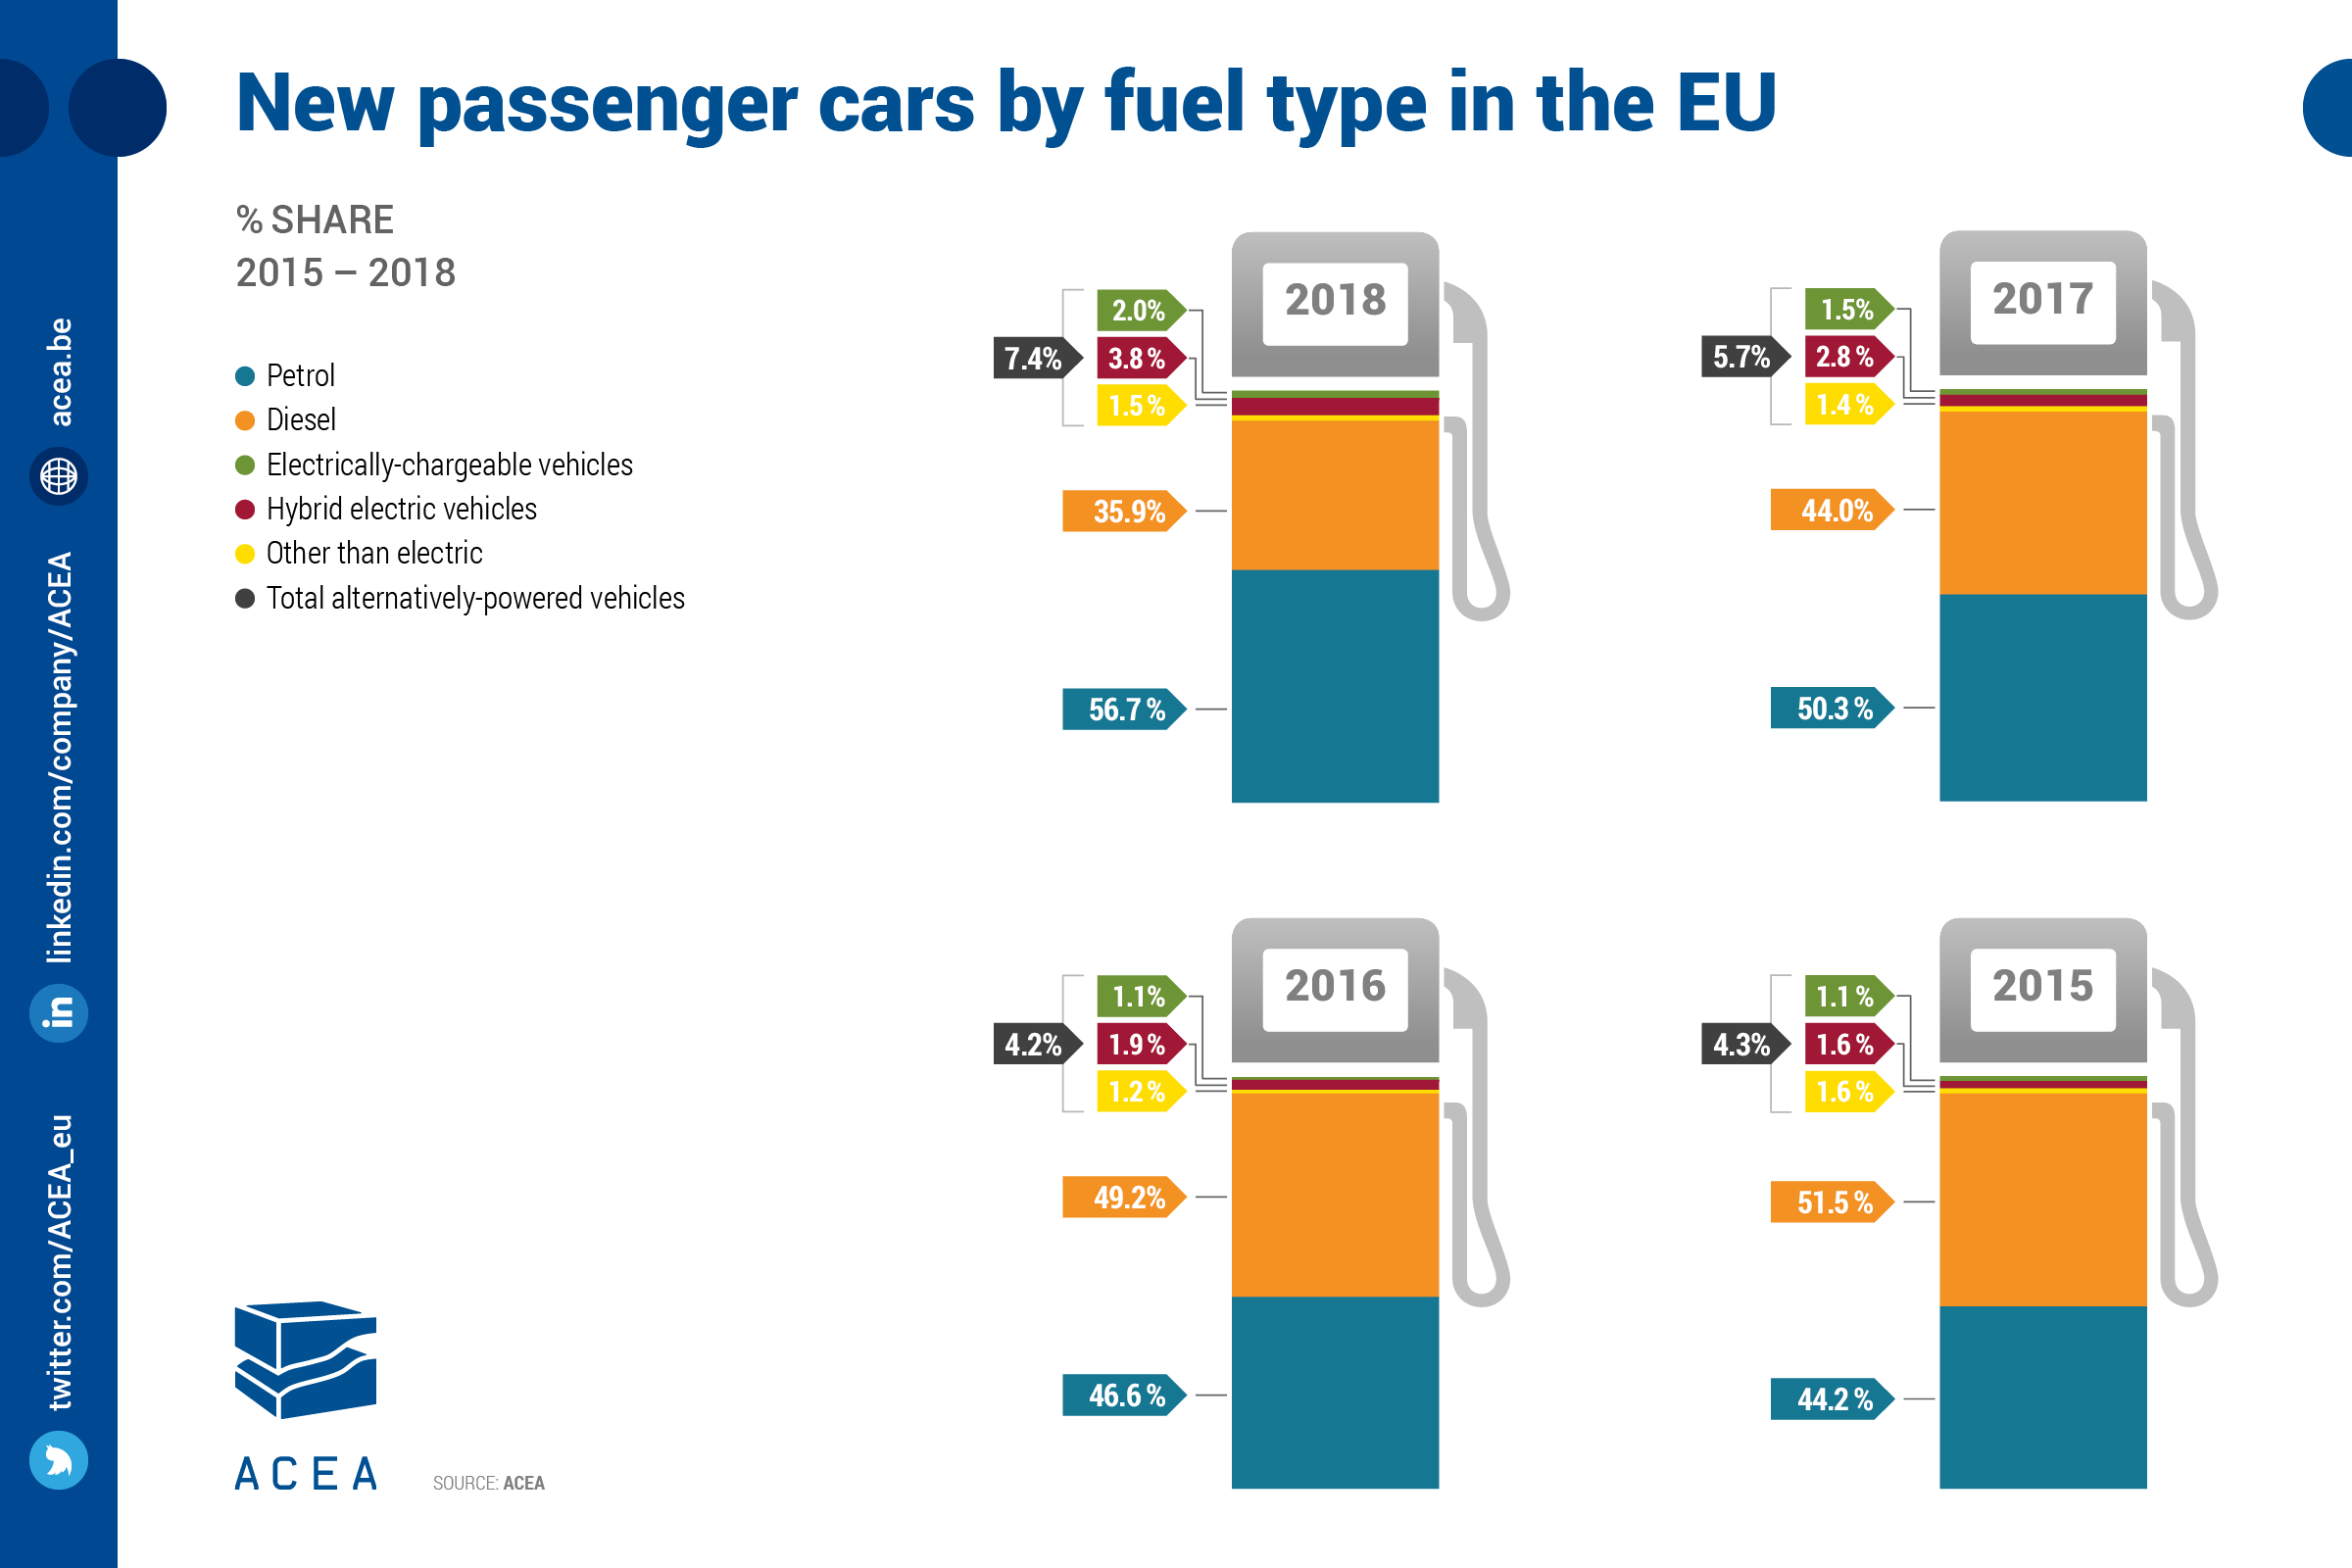 New passenger cars by fuel type in the EU
% SHARE
2015 – 2018
Petrol
Diesel
Electrically-chargeable vehicles
Hybrid electric vehicles
Other than electric
Total alternatively-powered vehicles
2018
2.0%
7.4%
3.8 %
1.5 %
35.9%
56.7 %
2017
1.5%
5.7%
2.8 %
1.4 %
44.0%
50.3 %
2016
1.1%
4.2%
1.9 %
1.2 %
49.2%
46.6 %
2015
1.1 %
4.3%
1.6 %
1.6 %
51.5 %
44.2 %
ACEA
SOURCE: ACEA
twitter.com/ACEA_eu
in
linkedin.com/company/ACEA
acea.be